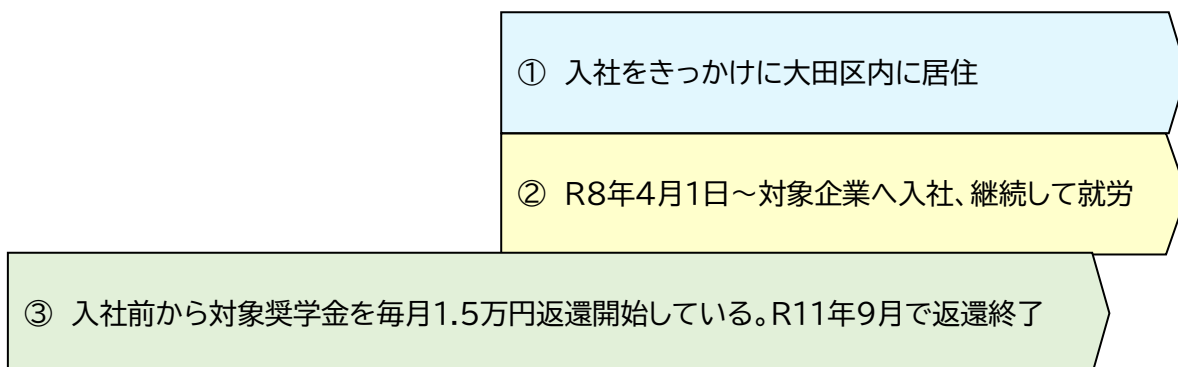 ① 入社をきっかけに大田区内に居住
② R8年4月1日～対象企業へ入社、継続して就労
③ 入社前から対象奨学金を毎月1.5万円返還開始している。R11年9月で返還終了